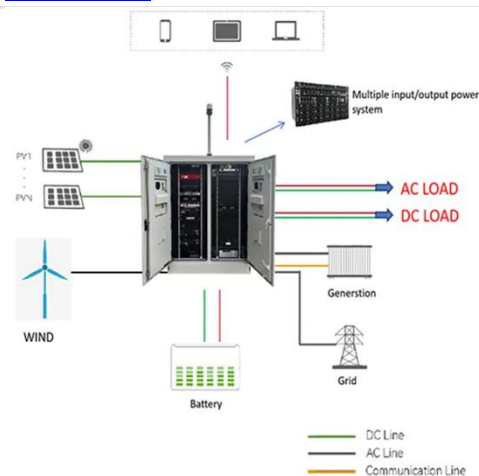 Multiple input/output power
system
PV1
PVN
AC LOAD
DC LOAD
WIND
Generstion
Grid
Battery
DC Line
AC Line
Communication Line